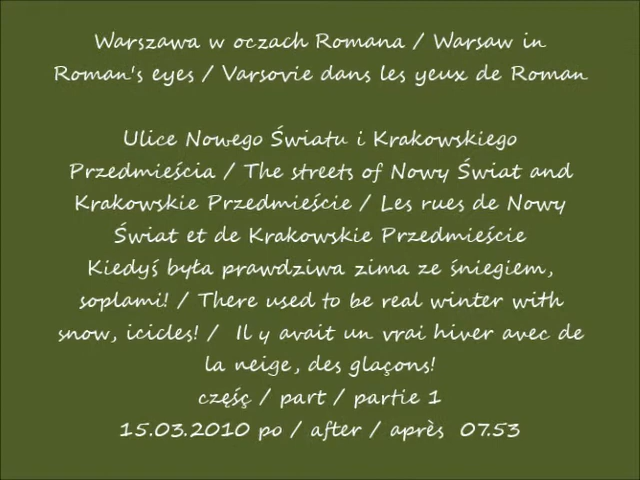 Warszawa w oczach Romana / Warsaw in
Roman's eyes / Varsovie dans les yeux de Roman
Ulice Nowego Światu i Krakowskiego
Przedmieścia / The streets of Nowy Świat and
Krakowskie Przedmieście / Les rues de Nowy
Świat et de Krakowskie Przedmieście
Kiedyś była prawdziwa zima ze śniegiem,
soplami! / There used to be real winter with
snow, icicles! / Il y avait un vrai hiver avec de
la neige, des glaçons!
częśç / part / partie 1
15.03.2010 po / after / après 07.53